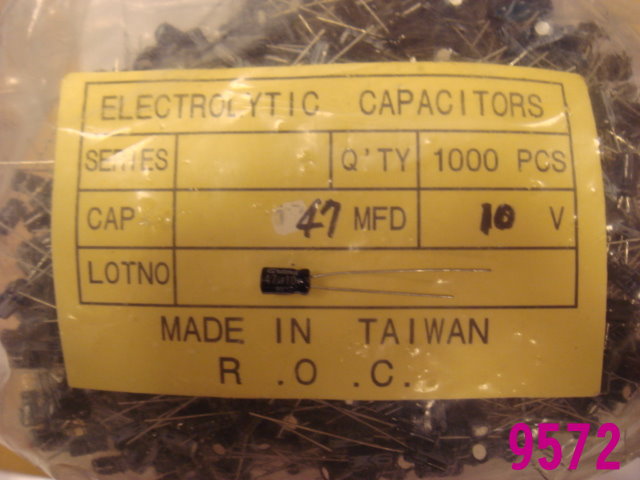 ELECTROLYTIC CAPACITORS
SERIES Q'TY 1000 PCS
CAP 47 MFD 10 V
LOTNO
MADE IN TAIWAN
R.O.C.
9572